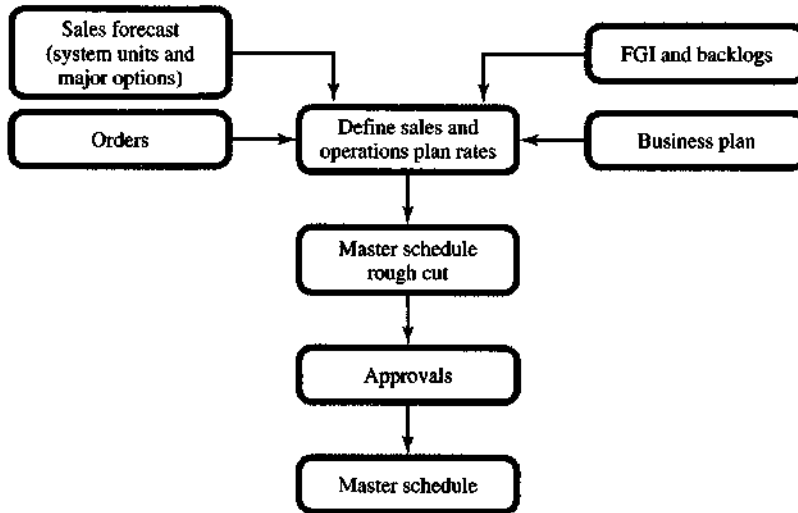 Sales forecast
(system units and
major options)
FGI and backlogs
Orders
Define sales and
operations plan rates
Business plan
Master schedule
rough cut
Approvals
Master schedule